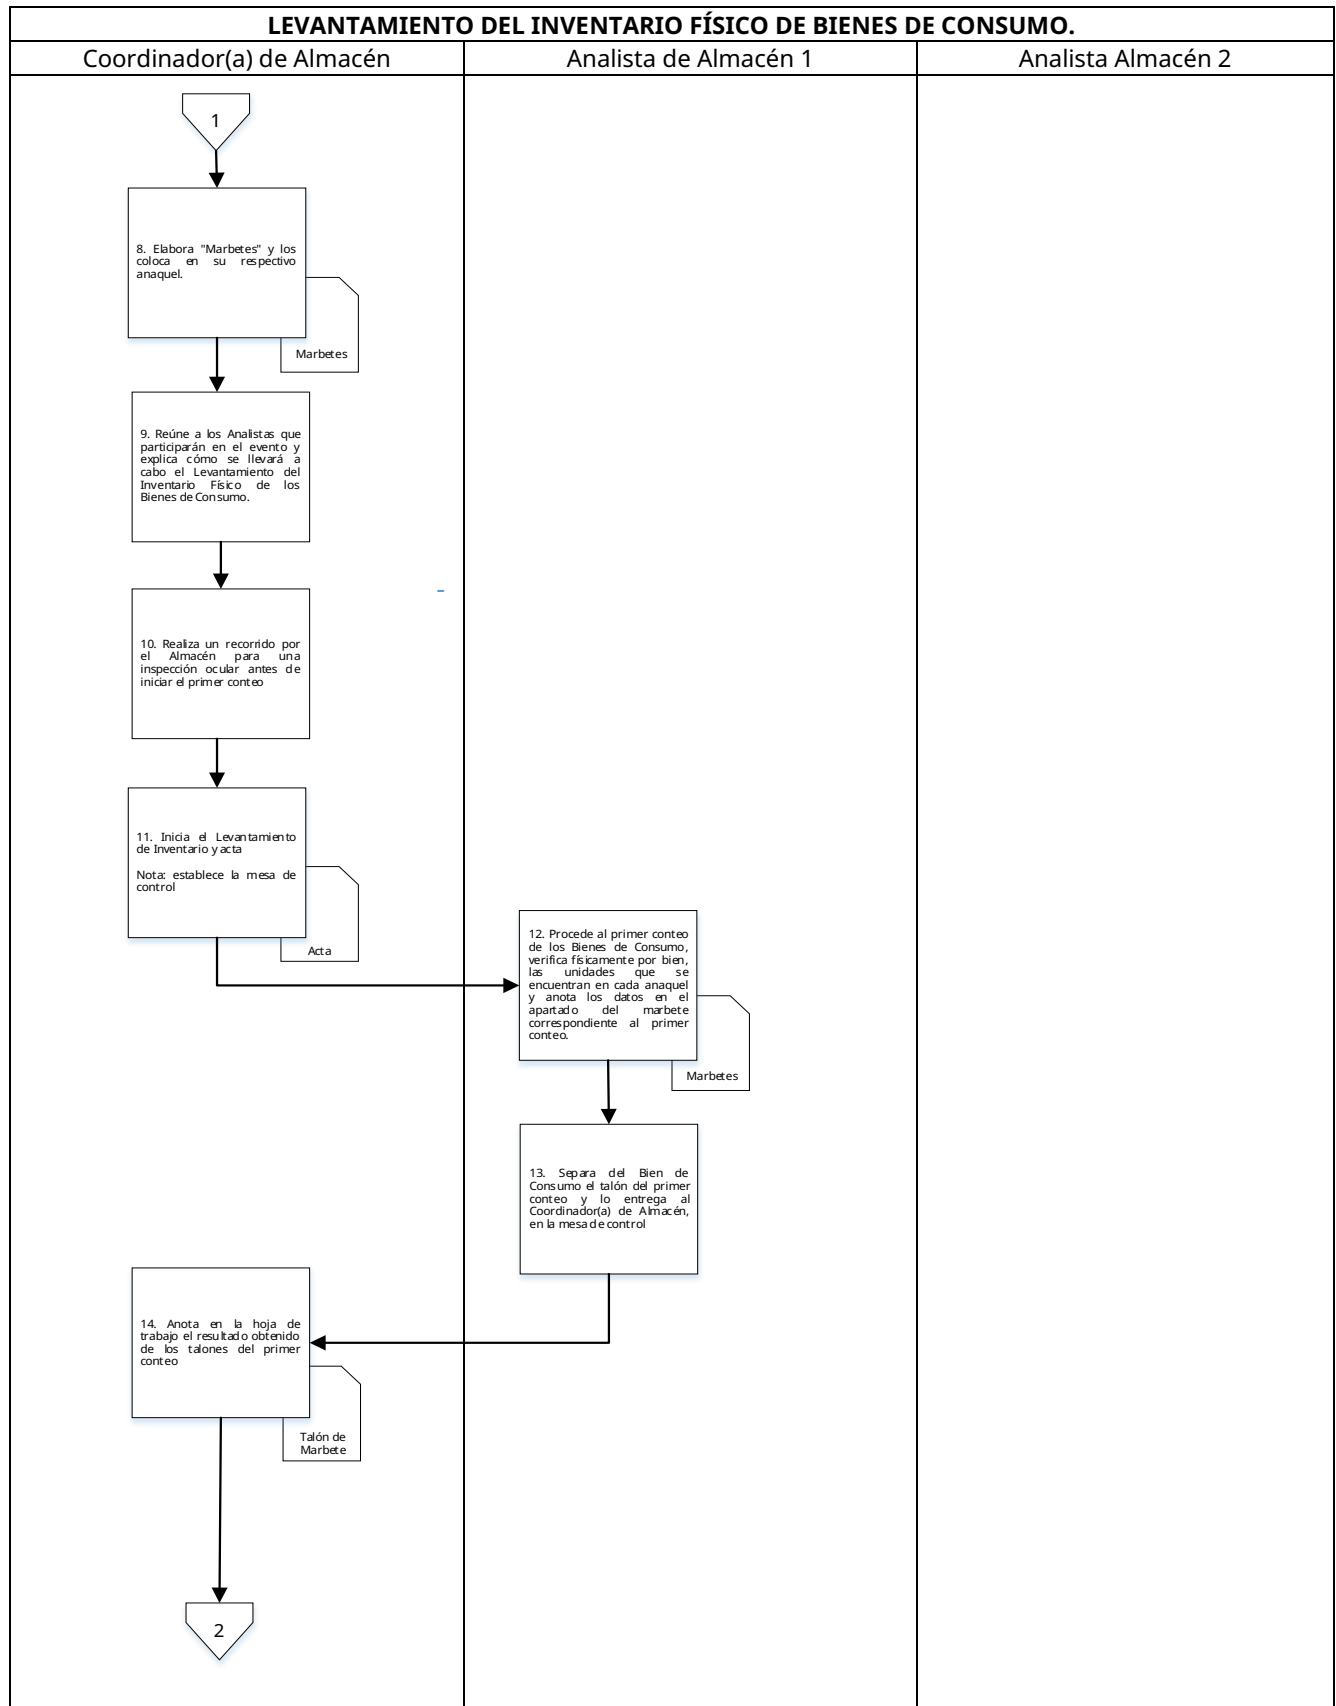 LEVANTAMIENTO DEL INVENTARIO FÍSICO DE BIENES DE CONSUMO.
Coordinador(a) de Almacén
Analista de Almacén 1
Analista Almacén 2
1
8. Elabora "Marbetes" y los
coloca en su respectivo
anaquel.
Marbetes
9. Reúne a los Analistas que
participarán en el evento y
explica cómo se llevará a
cabo el Levantamiento del
Inventario Físico de los
Bienes de Consumo.
10. Realiza un recorrido por
el Almacén para una
inspección ocular antes de
iniciar el primer conteo
11. Inicia el Levantamiento
de Inventario y acta
Nota: establece la mesa de
control
Acta
12. Procede al primer conteo
de los Bienes de Consumo,
verifica físicamente por bien,
las unidades que se
encuentran en cada anaquel
y anota los datos en el
apartado del marbete
correspondiente al primer
conteo.
Marbetes
13. Separa del Bien de
Consumo el talón del primer
conteo y lo entrega al
Coordinador(a) de Almacén,
en la mesa de control
14. Anota en la hoja de
trabajo el resultado obtenido
de los talones del primer
conteo
Talón de
Marbete
2